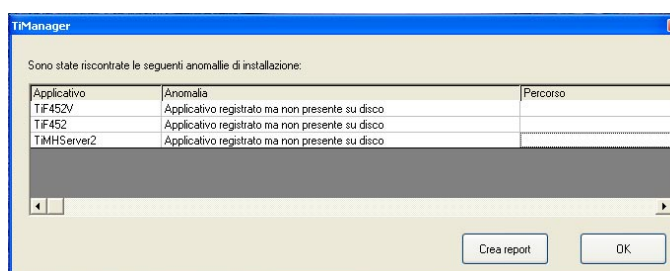 TiManager
Sono state riscontrate le seguenti anomallie di installazione:
Applicativo Anomalia Percorso
TiF452V Applicativo registrato ma non presente su disco
TiF452 Applicativo registrato ma non presente su disco
TiMHServer2 Applicativo registrato ma non presente su disco
Crea report OK